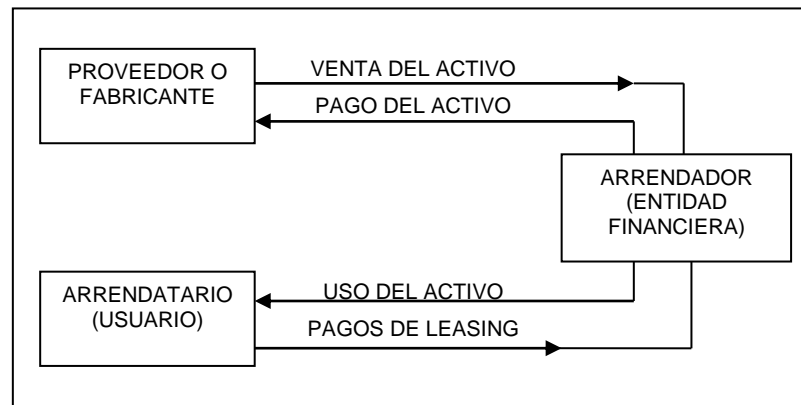 PROVEEDOR O
FABRICANTE
VENTA DEL ACTIVO
PAGO DEL ACTIVO
ARRENDADOR
(ENTIDAD
FINANCIERA)
ARRENDATARIO
(USUARIO)
USO DEL ACTIVO
PAGOS DE LEASING